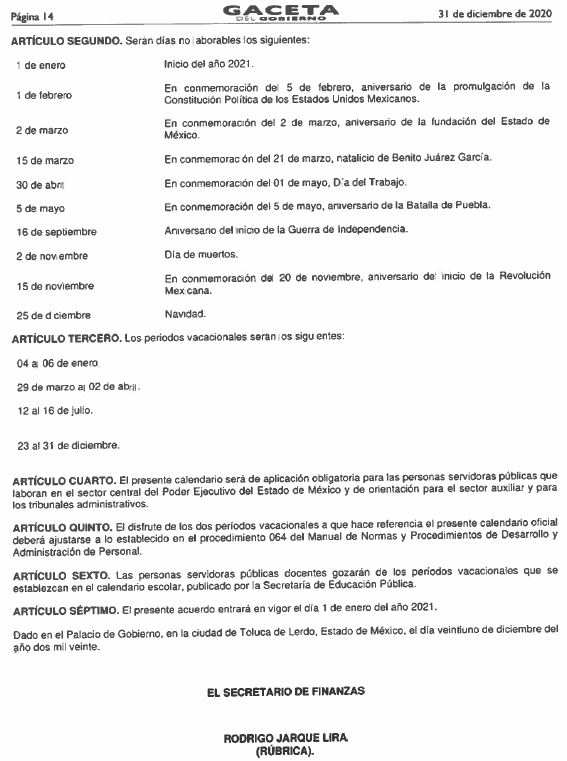 Página 14
GACETA
DEL GOBIERNO
31 de diciembre de 2020
ARTÍCULO SEGUNDO. Serán días no laborables los siguientes:
1 de enero
Inicio del año 2021.
1 de febrero
En conmemoración del 5 de febrero, aniversario de la promulgación de la
Constitución Política de los Estados Unidos Mexicanos.
2 de marzo
En conmemoración del 2 de marzo, aniversario de la fundación del Estado de
México.
15 de marzo
En conmemoración del 21 de marzo, natalicio de Benito Juárez García.
30 de abril
En conmemoración del 01 de mayo, Día del Trabajo.
5 de mayo
En conmemoración del 5 de mayo, aniversario de la Batalla de Puebla.
16 de septiembre
Aniversario del inicio de la Guerra de Independencia.
2 de noviembre
Día de muertos.
15 de noviembre
En conmemoración del 20 de noviembre, aniversario del inicio de la Revolución
Mexicana.
25 de diciembre
Navidad.
ARTÍCULO TERCERO. Los periodos vacacionales serán los siguientes:
04 al 06 de enero.
29 de marzo al 02 de abril.
12 al 16 de julio.
23 al 31 de diciembre.
ARTÍCULO CUARTO. El presente calendario será de aplicación obligatoria para las personas servidoras públicas que
laboran en el sector central del Poder Ejecutivo del Estado de México y de orientación para el sector auxiliar y para
los tribunales administrativos.
ARTÍCULO QUINTO. El disfrute de los dos períodos vacacionales a que hace referencia el presente calendario oficial
deberá ajustarse a lo establecido en el procedimiento 064 del Manual de Normas y Procedimientos de Desarrollo y
Administración de Personal.
ARTÍCULO SEXTO. Las personas servidoras públicas docentes gozarán de los periodos vacacionales que se
establezcan en el calendario escolar, publicado por la Secretaría de Educación Pública.
ARTÍCULO SÉPTIMO. El presente acuerdo entrará en vigor el día 1 de enero del año 2021.
Dado en el Palacio de Gobierno, en la ciudad de Toluca de Lerdo, Estado de México, el día veintiuno de diciembre del
año dos mil veinte.
EL SECRETARIO DE FINANZAS
RODRIGO JARQUE LIRA
(RÚBRICA).